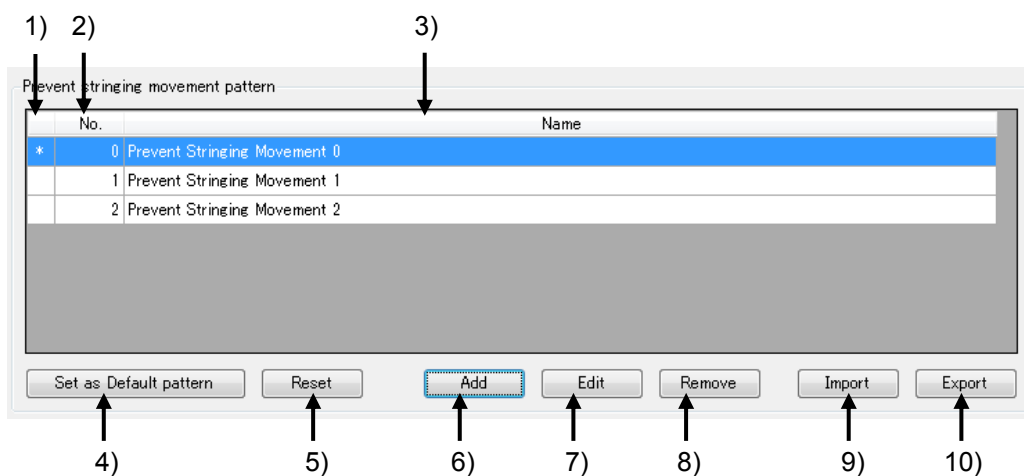 1) 2) 3)
Prevent stringing movement pattern
No. Name
* 0 Prevent Stringing Movement 0
1 Prevent Stringing Movement 1
2 Prevent Stringing Movement 2
Set as Default pattern Reset Add Edit Remove Import Export
4) 5) 6) 7) 8) 9) 10)